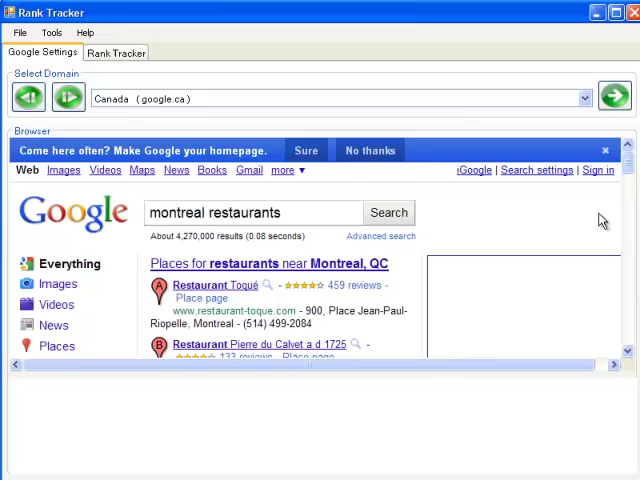 Rank Tracker
File Tools Help
Google Settings Rank Tracker
Select Domain
Canada (google.ca)
Browser
Come here often? Make Google your homepage. Sure No thanks
Web Images Videos Maps News Books Gmail more ▼ iGoogle | Search settings | Sign in
Google montreal restaurants Search
About 4,270,000 results (0.08 seconds) Advanced search
Everything
Images
Videos
News
Places
Places for restaurants near Montreal, QC
A Restaurant Toqué - 459 reviews -
Place page
www.restaurant-toque.com - 900, Place Jean-Paul-
Riopelle, Montreal - (514) 499-2084
B Restaurant Pierre du Calvet a d 1725 -
133 reviews - Place page